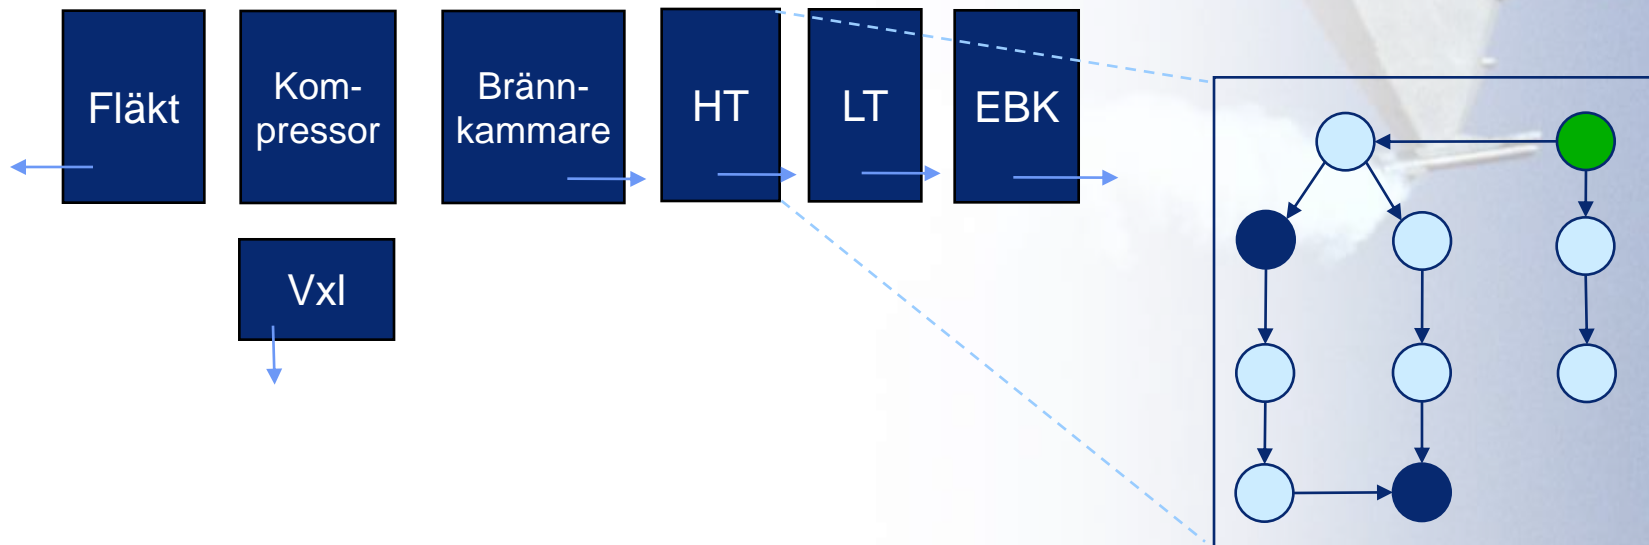 Fläkt
Kom-
pressor
Bränn-
kammare
HT
LT
EBK
Vxl